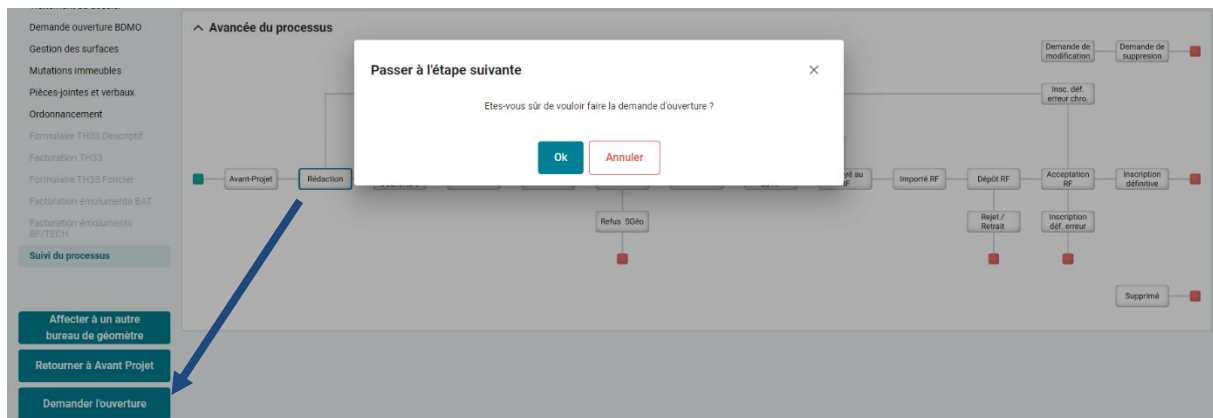 Demande ouverture BDMO
Gestion des surfaces
Mutations immeubles
Pièces-jointes et verbaux
Ordonnancement
Formulaire TH33 Descriptif
Facturation TH33
Formulaire TH33 Foncier
Facturation émoluments BAT
Facturation émoluments
BF/TECH
Suivi du processus
Affecter à un autre
bureau de géomètre
Retourner à Avant Projet
Demander l'ouverture
Avancée du processus
Passer à l'étape suivante
Etes-vous sûr de vouloir faire la demande d'ouverture ?
Ok
Annuler
Demande de
modification
Demande de
suppresion
Insc. déf.
erreur chro.
Avant-Projet
Rédaction
Importé RF
Dépôt RF
Acceptation
RF
Inscription
définitive
Refus SGéo
Rejet /
Retrait
Inscription
déf. erreur
Supprimé